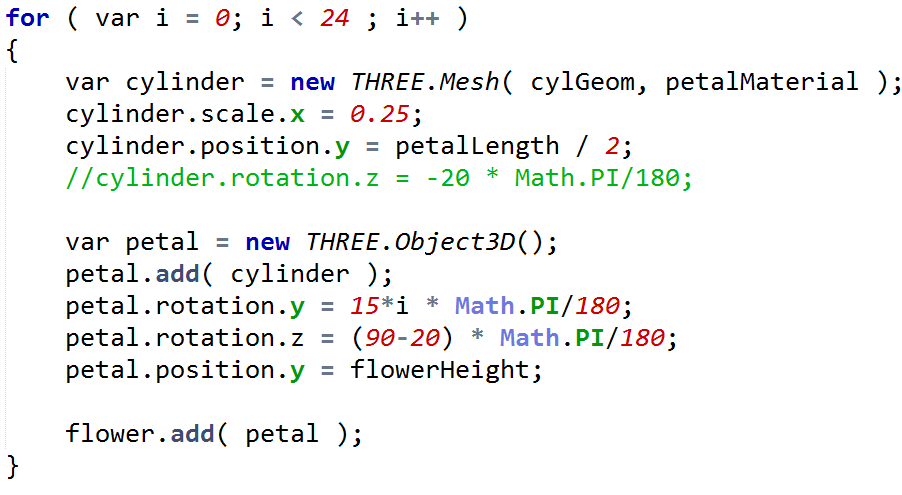 for ( var i = 0; i < 24 ; i++ )
{
    var cylinder = new THREE.Mesh( cylGeom, petalMaterial );
    cylinder.scale.x = 0.25;
    cylinder.position.y = petalLength / 2;
    //cylinder.rotation.z = -20 * Math.PI/180;

    var petal = new THREE.Object3D();
    petal.add( cylinder );
    petal.rotation.y = 15*i * Math.PI/180;
    petal.rotation.z = (90-20) * Math.PI/180;
    petal.position.y = flowerHeight;

    flower.add( petal );
}